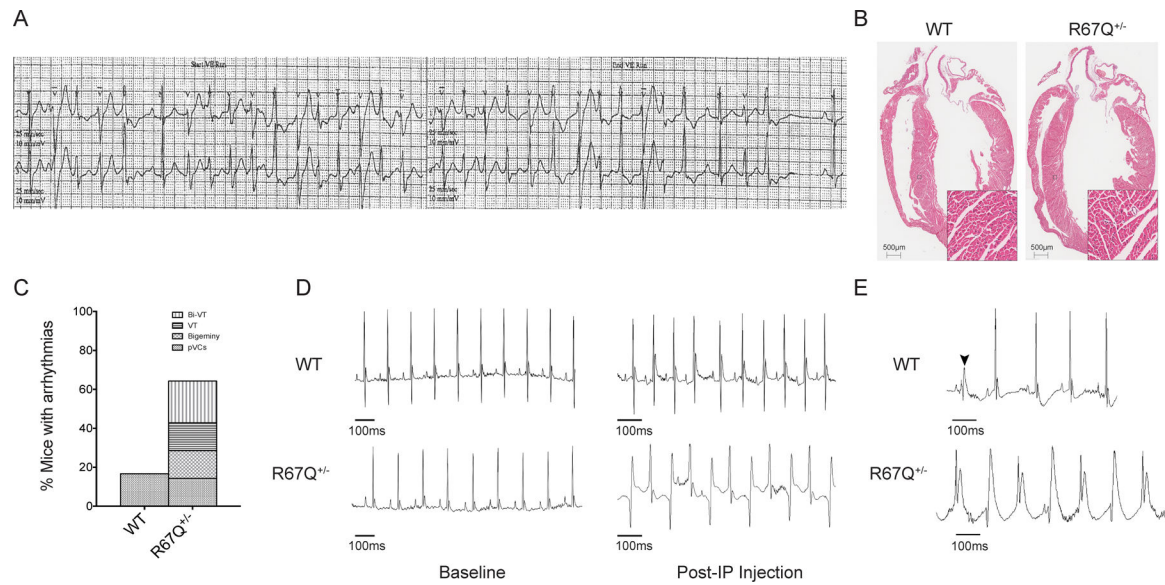 A
Start VE Run
End VE Run
25 mm/sec
10 mm/mV
25 mm/sec
10 mm/mV
25 mm/sec
10 mm/mV
25 mm/sec
10 mm/mV
B
WT
R67Q+/-
500µm
500µm
C
% Mice with arrhythmias
100
80
60
40
20
0
Bi-VT
VT
Bigeminy
pVCs
WT
R67Q+/-
D
WT
100ms
100ms
R67Q+/-
100ms
100ms
Baseline
Post-IP Injection
E
WT
100ms
R67Q+/-
100ms